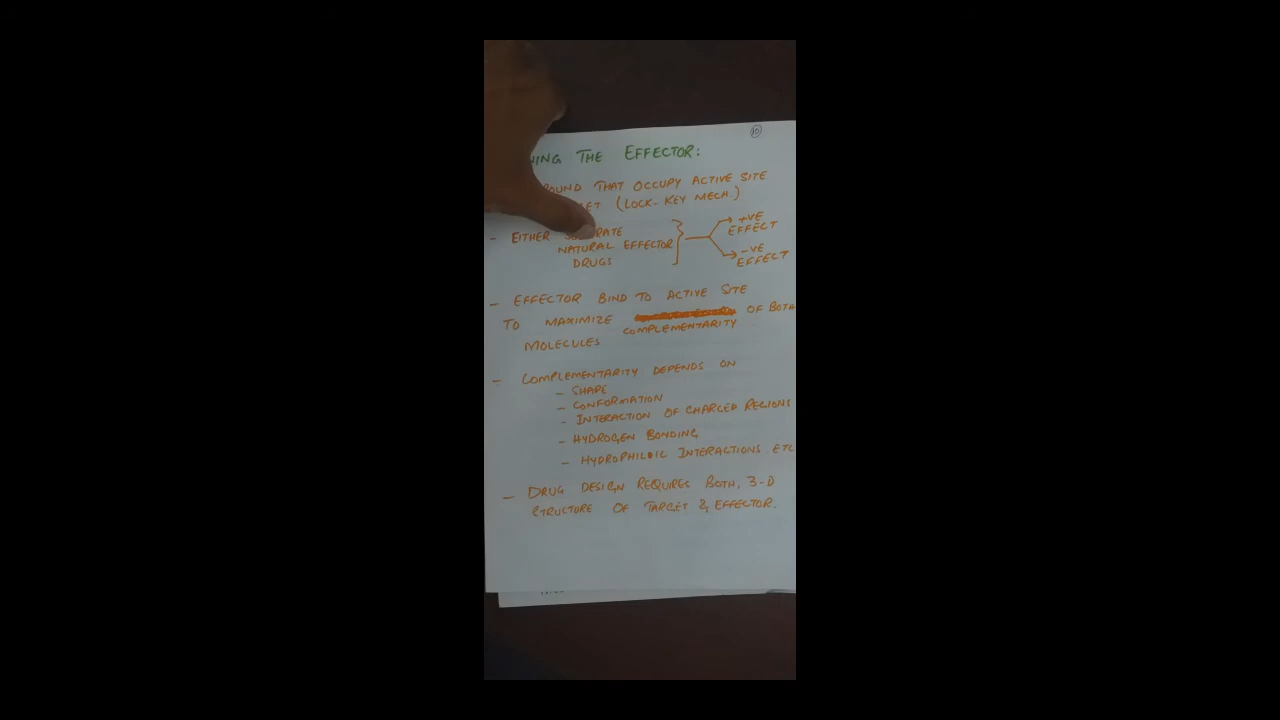 10
THE EFFECTOR:
THAT OCCUPY ACTIVE SITE
(LOCK-KEY MECH.)
- EITHER
NATURAL EFFECTOR
DRUGS
+VE
EFFECT
-VE
EFFECT
- EFFECTOR BIND TO ACTIVE SITE
TO MAXIMIZE OF BOTH
COMPLEMENTARITY
MOLECULES
- COMPLEMENTARITY DEPENDS ON
- SHAPE
- CONFORMATION
- INTERACTION OF CHARGED REGIONS
- HYDROGEN BONDING
- HYDROPHILOIC INTERACTIONS ETC
- DRUG DESIGN REQUIRES BOTH, 3-D
STRUCTURE OF TARGET & EFFECTOR.